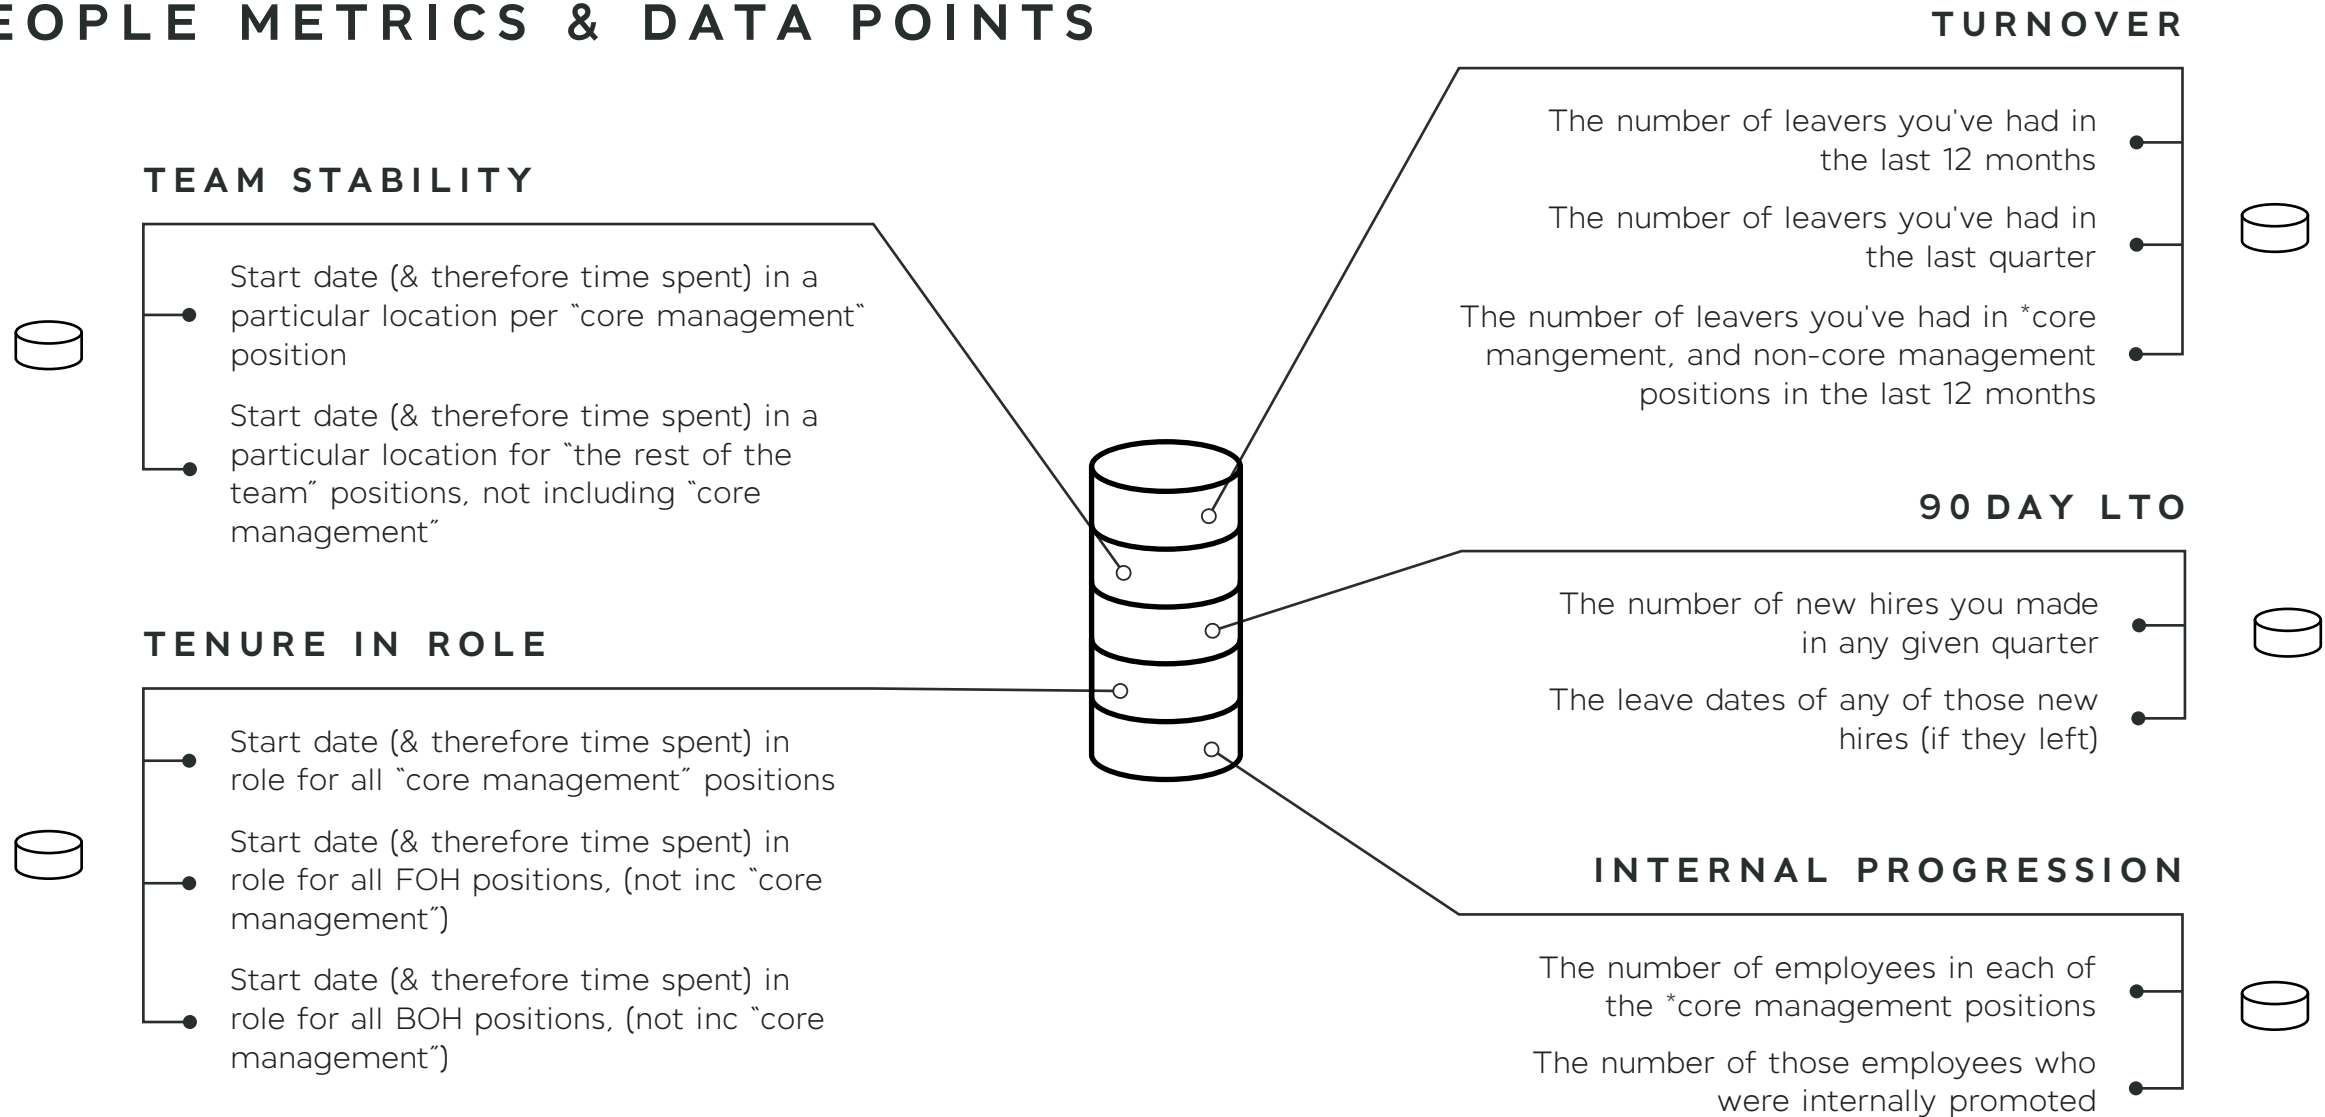 EOPLE METRICS & DATA POINTS
TEAM STABILITY
Start date (& therefore time spent) in a
particular location per “core management“
position
Start date (& therefore time spent) in a
particular location for “the rest of the
team” positions, not including “core
management”
TENURE IN ROLE
Start date (& therefore time spent) in
role for all “core management” positions
Start date (& therefore time spent) in
role for all FOH positions, (not inc “core
management”)
Start date (& therefore time spent) in
role for all BOH positions, (not inc “core
management”)
TURNOVER
The number of leavers you've had in
the last 12 months
The number of leavers you've had in
the last quarter
The number of leavers you've had in *core
mangement, and non-core management
positions in the last 12 months
90 DAY LTO
The number of new hires you made
in any given quarter
The leave dates of any of those new
hires (if they left)
INTERNAL PROGRESSION
The number of employees in each of
the *core management positions
The number of those employees who
were internally promoted